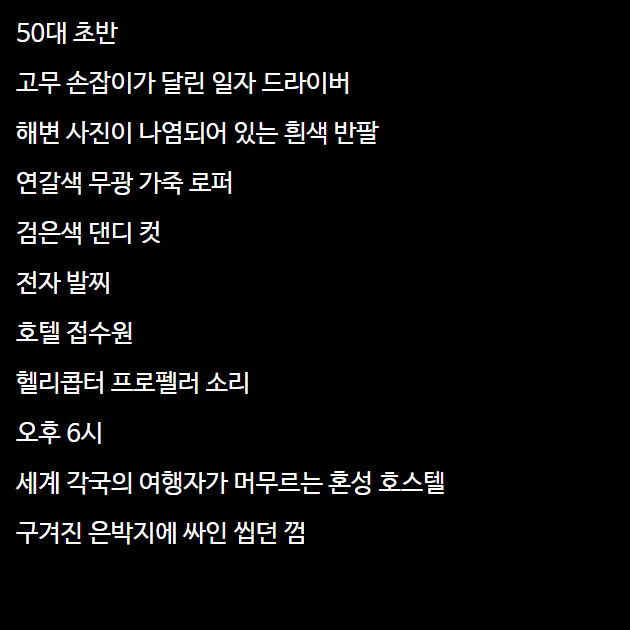 50대 초반
고무 손잡이가 달린 일자 드라이버
해변 사진이 나염되어 있는 흰색 반팔
연갈색 무광 가죽 로퍼
검은색 댄디 컷
전자 발찌
호텔 접수원
헬리콥터 프로펠러 소리
오후 6시
세계 각국의 여행자가 머무르는 혼성 호스텔
구겨진 은박지에 싸인 씹던 껌